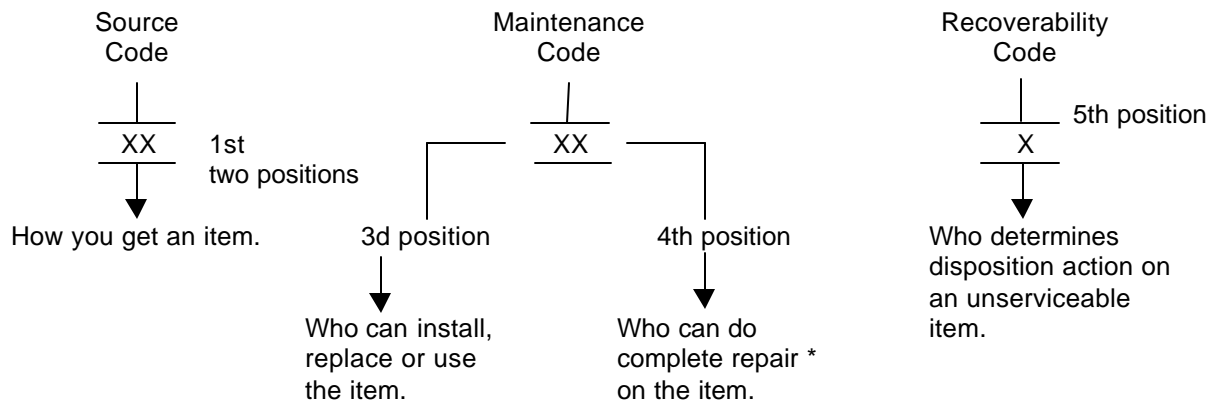 Source
Code
Maintenance
Code
Recoverability
Code
XX
1st
two positions
XX
X
5th position
How you get an item.
3d position
4th position
Who determines
disposition action on
an unserviceable
item.
Who can install,
replace or use
the item.
Who can do
complete repair *
on the item.